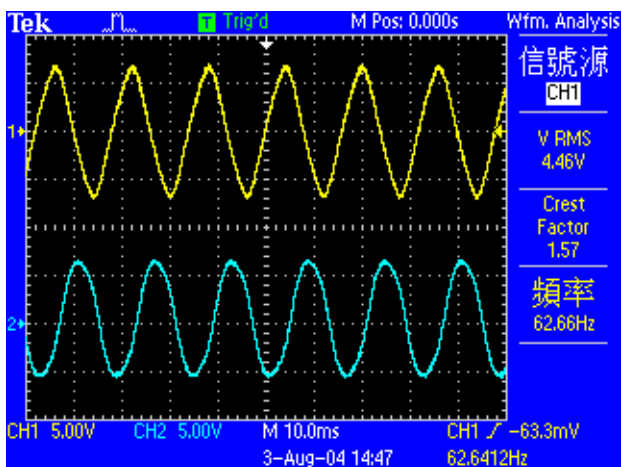 Tek T Trig'd M Pos: 0.000s Wfm. Analysis
信號源
CH1
1
V RMS
4.46V
Crest
Factor
1.57
頻率
62.66Hz
2
CH1 5.00V CH2 5.00V M 10.0ms CH1 -63.3mV
3-Aug-04 14:47 62.6412Hz